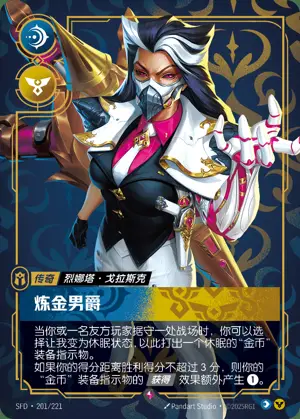 传奇 烈娜塔·戈拉斯克
炼金男爵
当你或一名友方玩家据守一处战场时，你可以选
择让我变为休眠状态，以此打出一个休眠的“金币”
装备指示物。
如果你的得分距离胜利得分不超过 3 分，则你的
“金币”装备指示物的 获得 效果额外产生 1。
SFD · 201/221
Pandart Studio
©2025RG